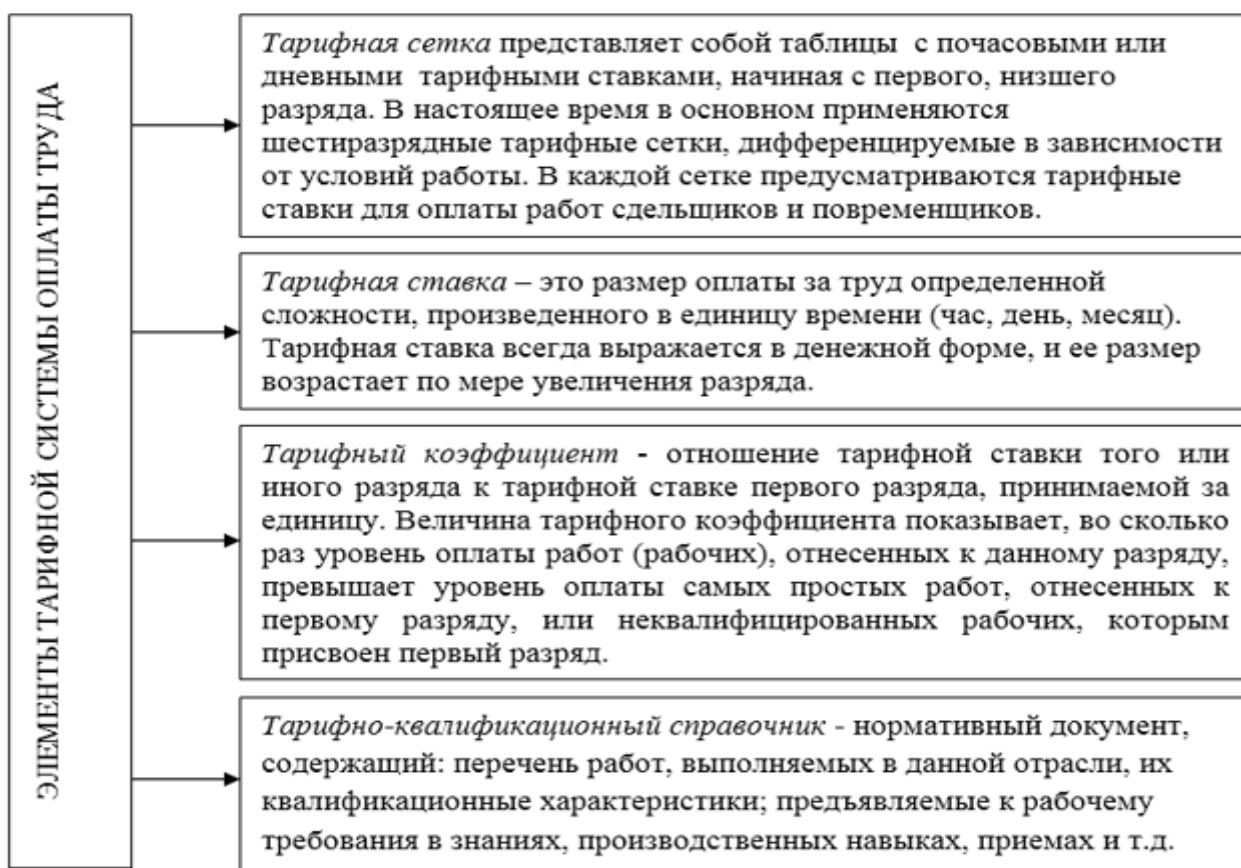 ЭЛЕМЕНТЫ ТАРИФНОЙ СИСТЕМЫ ОПЛАТЫ ТРУДА
Тарифная сетка представляет собой таблицы с почасовыми или
дневными тарифными ставками, начиная с первого, низшего
разряда. В настоящее время в основном применяются
шестиразрядные тарифные сетки, дифференцируемые в зависимости
от условий работы. В каждой сетке предусматриваются тарифные
ставки для оплаты работ сдельщиков и повременщиков.
Тарифная ставка – это размер оплаты за труд определенной
сложности, произведенного в единицу времени (час, день, месяц).
Тарифная ставка всегда выражается в денежной форме, и ее размер
возрастает по мере увеличения разряда.
Тарифный коэффициент - отношение тарифной ставки того или
иного разряда к тарифной ставке первого разряда, принимаемой за
единицу. Величина тарифного коэффициента показывает, во сколько
раз уровень оплаты работ (рабочих), отнесенных к данному разряду,
превышает уровень оплаты самых простых работ, отнесенных к
первому разряду, или неквалифицированных рабочих, которым
присвоен первый разряд.
Тарифно-квалификационный справочник - нормативный документ,
содержащий: перечень работ, выполняемых в данной отрасли, их
квалификационные характеристики; предъявляемые к рабочему
требования в знаниях, производственных навыках, приемах и т.д.